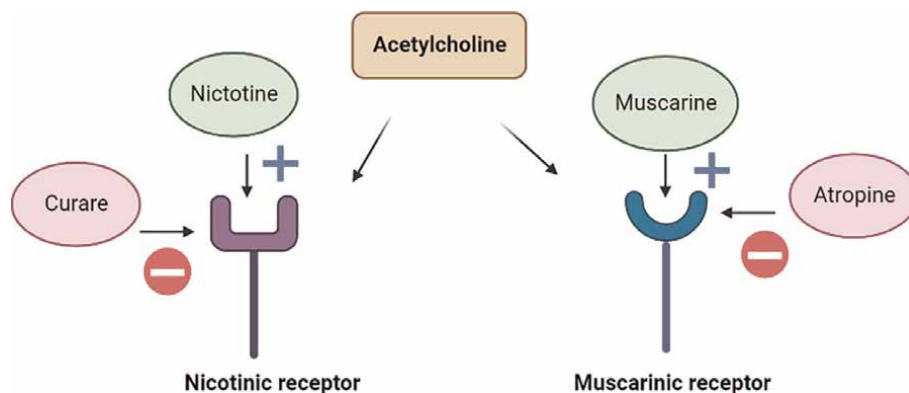 Acetylcholine
Nictotine
Muscarine
Curare
Atropine
Nicotinic receptor
Muscarinic receptor